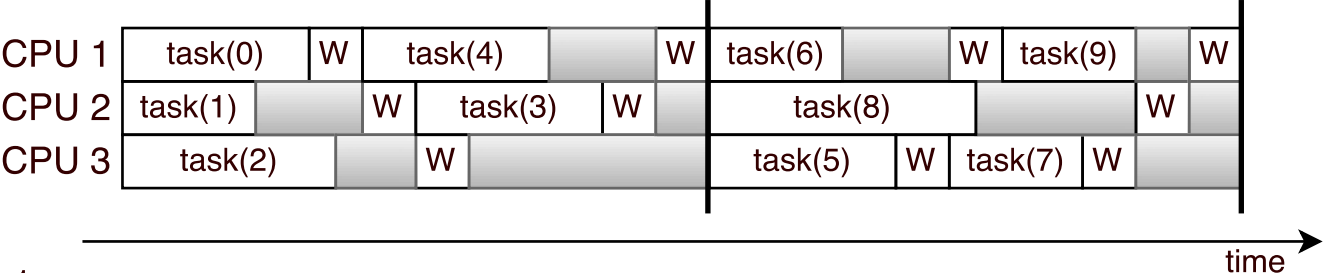 CPU 1 task(0) W task(4) W task(6) W task(9) W
CPU 2 task(1) W task(3) W task(8) W
CPU 3 task(2) W task(5) W task(7) W
time